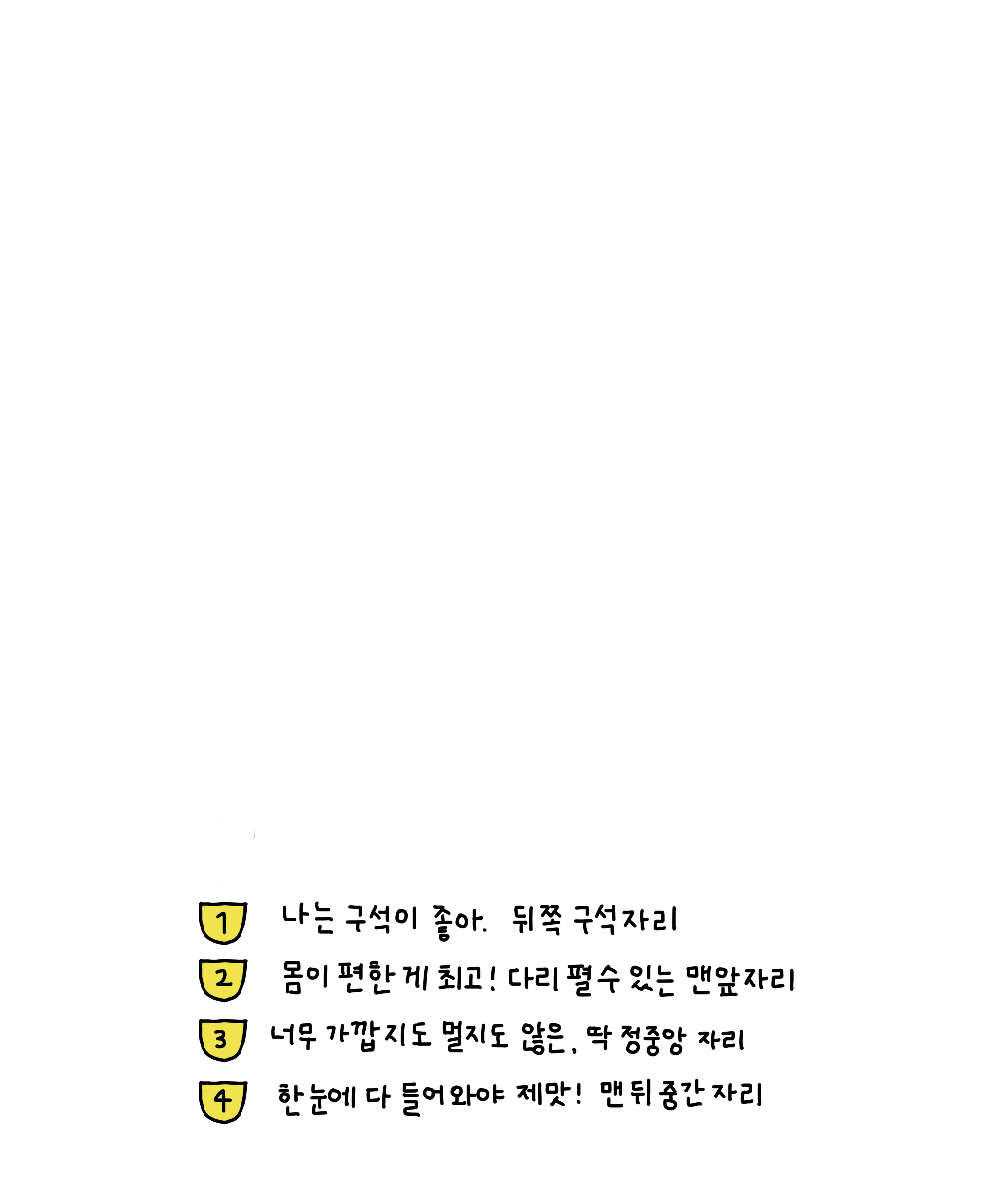 1 나는 구석이 좋아. 뒤쪽 구석자리
2 몸이 편한 게 최고! 다리 펼 수 있는 맨앞자리
3 너무 가깝지도 멀지도 않은, 딱 정중앙 자리
4 한눈에 다 들어와야 제맛! 맨 뒤 중간 자리